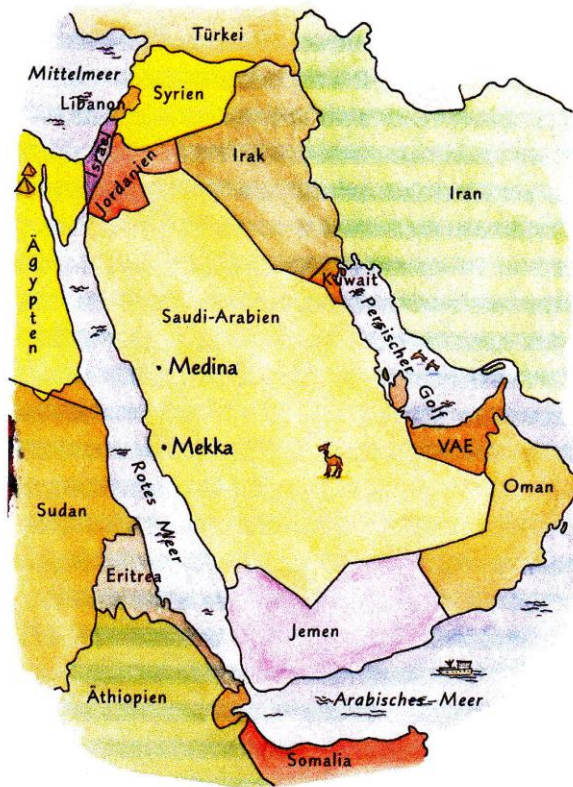 Türkei
Mittelmeer
Libanon
Syrien
Israel
Jordanien
Irak
Iran
Ägypten
Kuwait
Persischer Golf
Saudi-Arabien
Medina
Mekka
VAE
Oman
Rotes Meer
Sudan
Eritrea
Jemen
Äthiopien
Arabisches Meer
Somalia